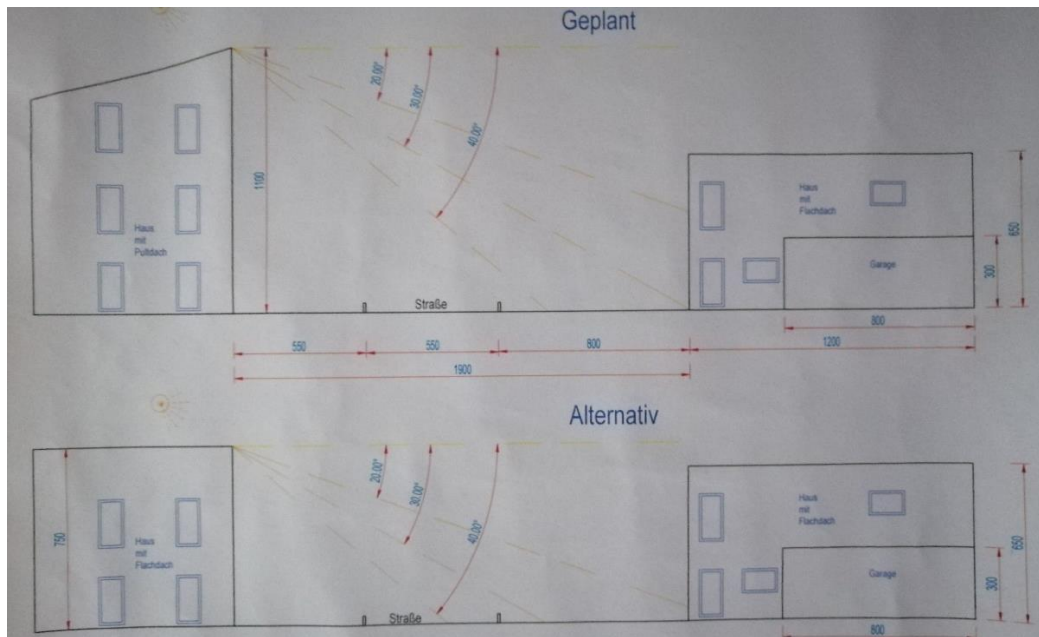 Geplant
20.00°
30.00°
40.00°
1100
Haus
mit
Pultdach
Haus
mit
Flachdach
Garage
650
300
Straße
550
550
800
800
1200
1900
Alternativ
20.00°
30.00°
40.00°
750
Haus
mit
Flachdach
Haus
mit
Flachdach
Garage
650
300
Straße
800